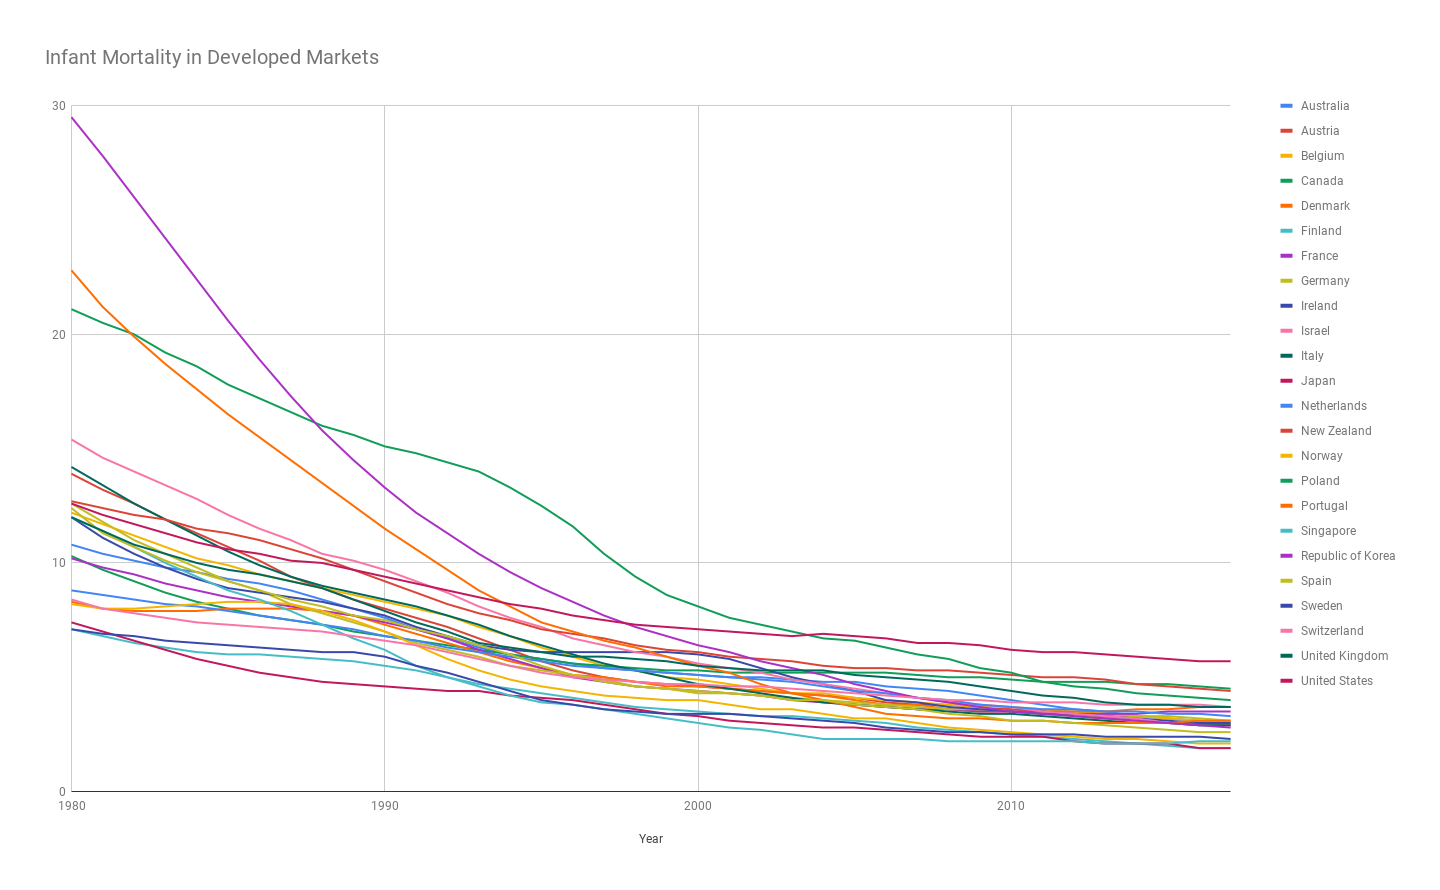 Infant Mortality in Developed Markets
30
20
10
0
1980 1990 2000 2010
Year
Australia
Austria
Belgium
Canada
Denmark
Finland
France
Germany
Ireland
Israel
Italy
Japan
Netherlands
New Zealand
Norway
Poland
Portugal
Singapore
Republic of Korea
Spain
Sweden
Switzerland
United Kingdom
United States